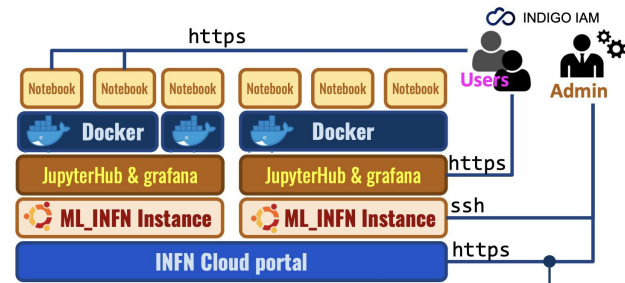 INDIGO IAM
https
Users
Admin
Notebook Notebook Notebook Notebook Notebook Notebook
Docker Docker
JupyterHub & grafana JupyterHub & grafana https
ML_INFN Instance ML_INFN Instance ssh
INFN Cloud portal https